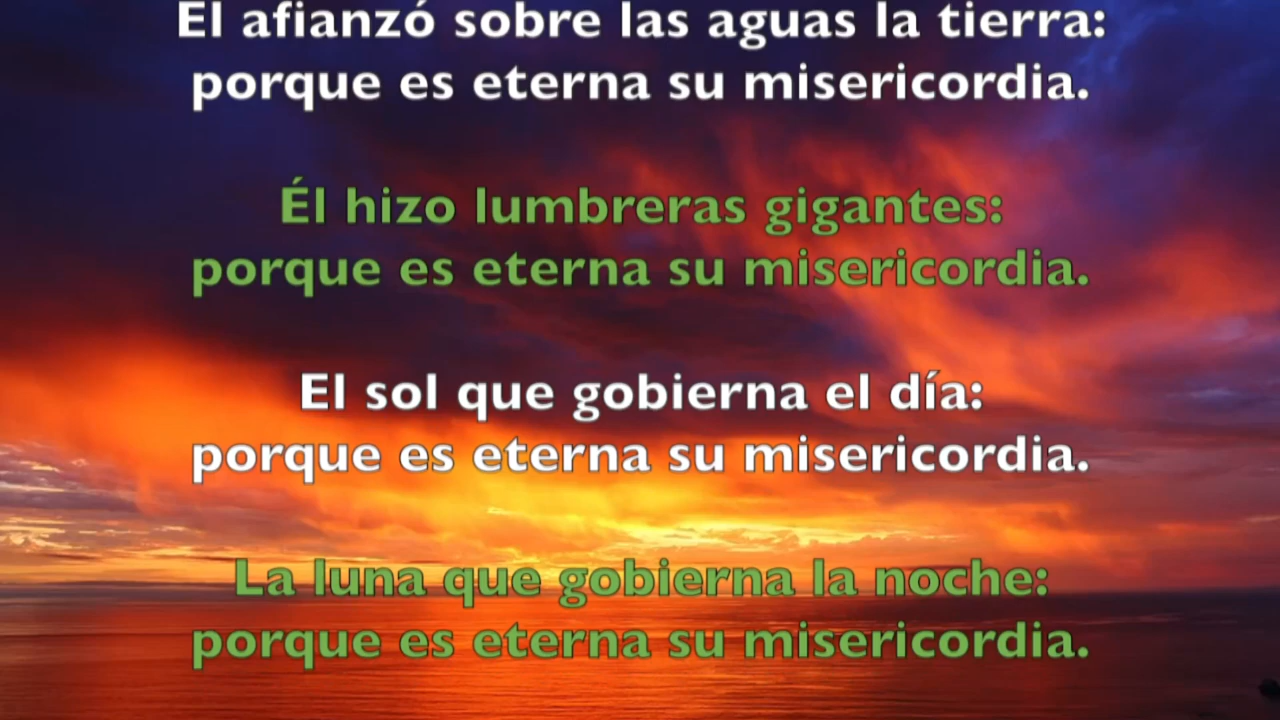 Él afianzó sobre las aguas la tierra:
porque es eterna su misericordia.
Él hizo lumbreras gigantes:
porque es eterna su misericordia.
El sol que gobierna el día:
porque es eterna su misericordia.
La luna que gobierna la noche:
porque es eterna su misericordia.